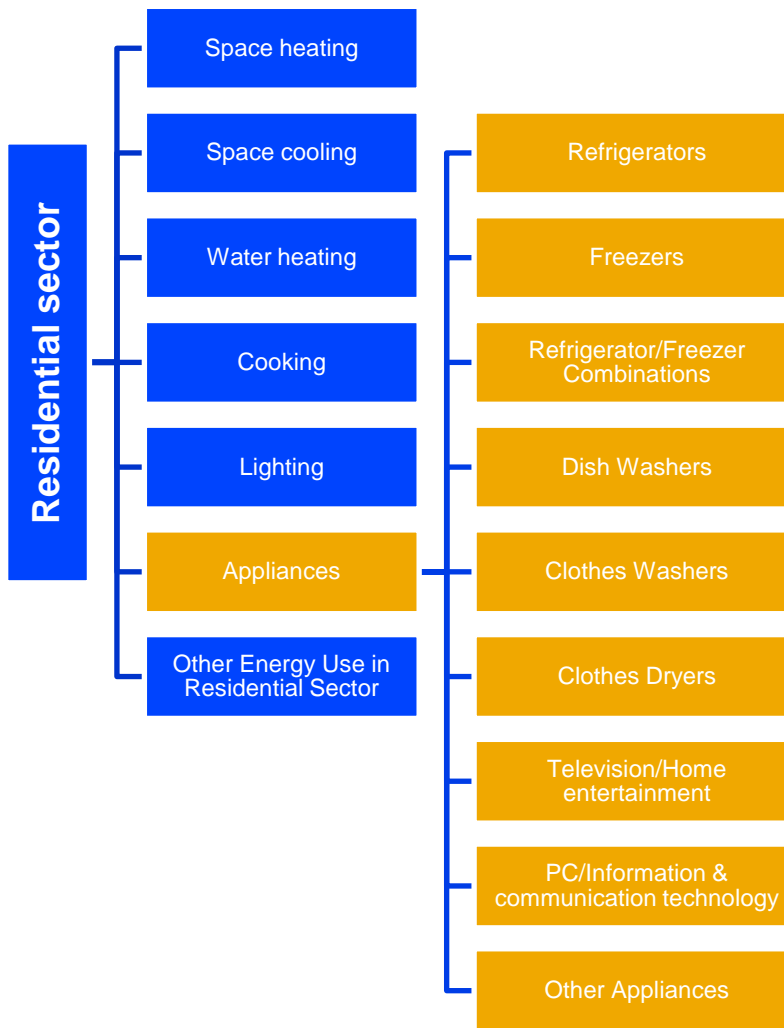 Residential sector
Space heating
Space cooling
Water heating
Cooking
Lighting
Appliances
Other Energy Use in
Residential Sector
Refrigerators
Freezers
Refrigerator/Freezer
Combinations
Dish Washers
Clothes Washers
Clothes Dryers
Television/Home
entertainment
PC/Information &
communication technology
Other Appliances